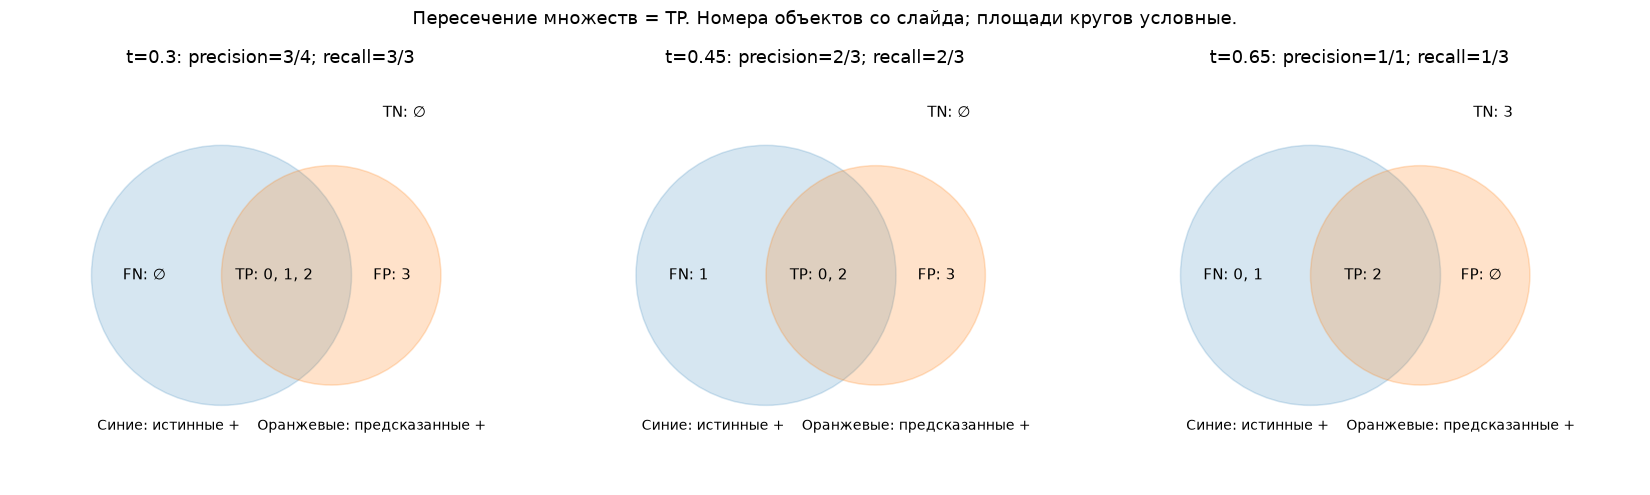 Пересечение множеств = TP. Номера объектов со слайда; площади кругов условные.
t=0.3: precision=3/4; recall=3/3
TN: ∅
FN: ∅
TP: 0, 1, 2
FP: 3
Синие: истинные +
Оранжевые: предсказанные +
t=0.45: precision=2/3; recall=2/3
TN: ∅
FN: 1
TP: 0, 2
FP: 3
Синие: истинные +
Оранжевые: предсказанные +
t=0.65: precision=1/1; recall=1/3
TN: 3
FN: 0, 1
TP: 2
FP: ∅
Синие: истинные +
Оранжевые: предсказанные +